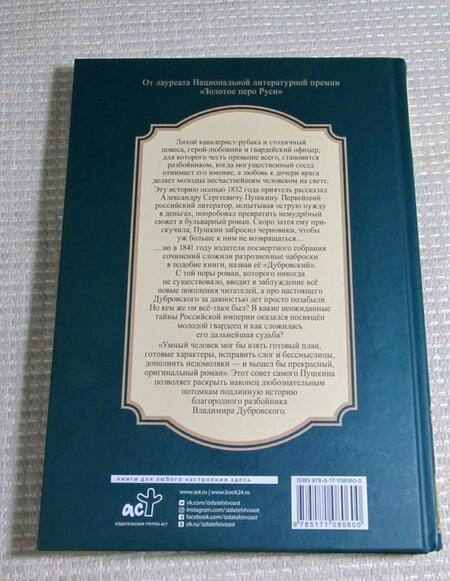 От лауреата Национальной литературной премии
«Золотое перо Руси»
Лихой кавалерист-рубака и столичный
повеса, герой-любовник и гвардейский офицер,
для которого честь превыше всего, становится
разбойником, когда могущественный сосед
отнимает его имение, а любовь к дочери врага
делает молодца несчастнейшим человеком на свете.
Эту историю осенью 1832 года приятель рассказал
Александру Сергеевичу Пушкину. Первейший
российский литератор, испытывая острую нужду
в деньгах, попробовал превратить немудрёный
сюжет в бульварный роман. Скоро затея ему при-
скучила; Пушкин забросил черновики, чтобы
уж больше к ним не возвращаться…
…но в 1841 году издатели посмертного собрания
сочинений сложили разрозненные наброски
в подобие книги, назвав её «Дубровский».
С той поры роман, которого никогда
не существовало, вводит в заблуждение всё
новые поколения читателей, а про настоящего
Дубровского за давностью лет просто позабыли.
Но кем же он всё-таки был? В какие неожиданные
тайны Российской империи оказался посвящён
молодой гвардеец и как сложилась
его дальнейшая судьба?
«Умный человек мог бы взять готовый план,
готовые характеры, исправить слог и бессмыслицы,
дополнить недомолвки — и вышел бы прекрасный,
оригинальный роман». Этот совет самого Пушкина
позволяет раскрыть наконец любознательным
потомкам подлинную историю
благородного разбойника
Владимира Дубровского.
книги для любого настроения здесь
аст
ИЗДАТЕЛЬСКАЯ ГРУППА АСТ
www.ast.ru | www.book24.ru
vk.com/izdatelstvoast
instagram.com/izdatelstvoast
facebook.com/izdatelstvoast
ok.ru/izdatelstvoast
ISBN 978-5-17-108060-0
9 785171 080600